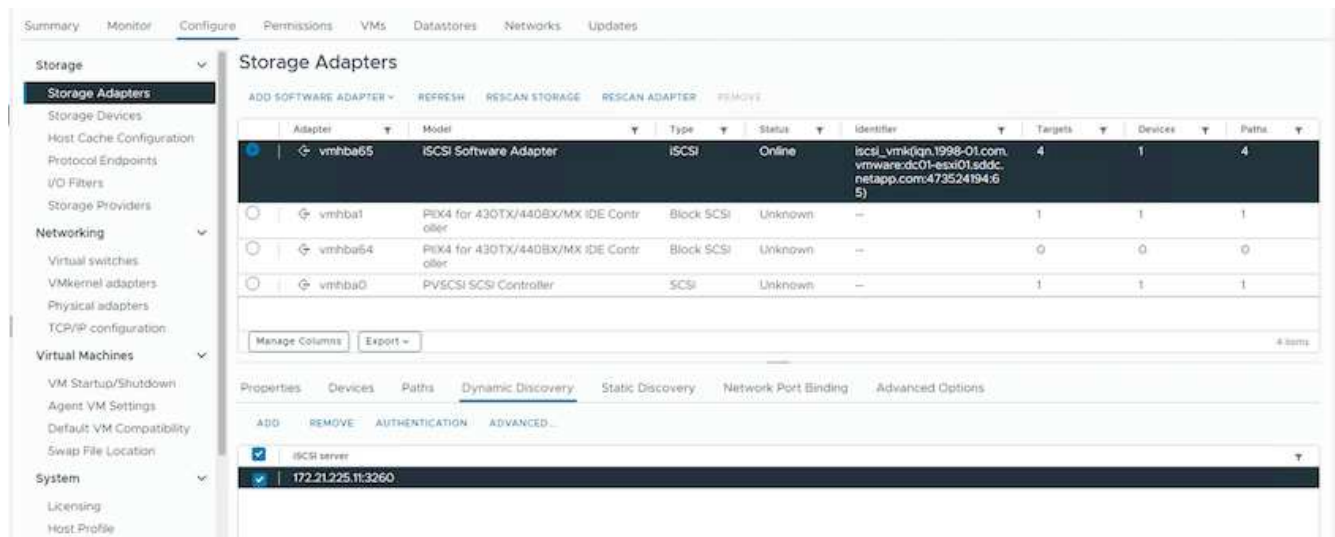 Summary Monitor Configure Permissions VMs Datastores Networks Updates
Storage
Storage Adapters
Storage Devices
Host Cache Configuration
Protocol Endpoints
I/O Filters
Storage Providers
Networking
Virtual switches
VMkernel adapters
Physical adapters
TCP/IP configuration
Virtual Machines
VM Startup/Shutdown
Agent VM Settings
Default VM Compatibility
Swap File Location
System
Licensing
Host Profile
Storage Adapters
ADD SOFTWARE ADAPTER REFRESH RESCAN STORAGE RESCAN ADAPTER REMOVE
Adapter Model Type Status Identifier Targets Devices Paths
vmhba65 iSCSI Software Adapter iSCSI Online iscsi_vmk(iqn.1998-01.com. 4 1 4
vmware:dc01-esxi01.sddc.
netapp.com:473524194:6
5)
vmhba1 PIIX4 for 430TX/440BX/MX IDE Contr Block SCSI Unknown -- 1 1 1
oller
vmhba64 PIIX4 for 430TX/440BX/MX IDE Contr Block SCSI Unknown -- 0 0 0
oller
vmhba0 PVSCSI SCSI Controller SCSI Unknown -- 1 1 1
Manage Columns Export 4 items
Properties Devices Paths Dynamic Discovery Static Discovery Network Port Binding Advanced Options
ADD REMOVE AUTHENTICATION ADVANCED...
iSCSI server
172.21.225.11:3260